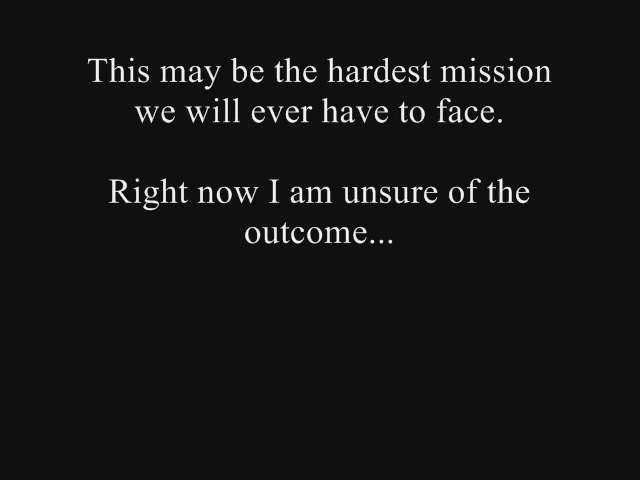 This may be the hardest mission
we will ever have to face.
Right now I am unsure of the
outcome...